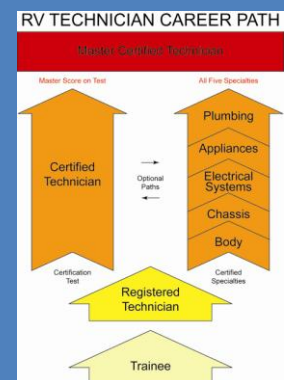 RV TECHNICIAN CAREER PATH
Master Certified Technician
Master Score on Test
All Five Specialties
Plumbing
Appliances
Certified
Technician
Optional
Paths
Electrical
Systems
Chassis
Body
Certification
Test
Certified
Specialties
Registered
Technician
Trainee